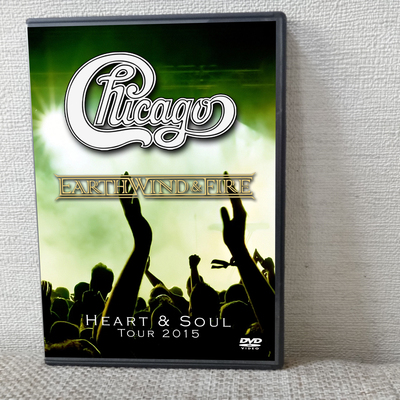 Chicago
EARTH WIND & FIRE
HEART & SOUL
TOUR 2015
DVD
VIDEO